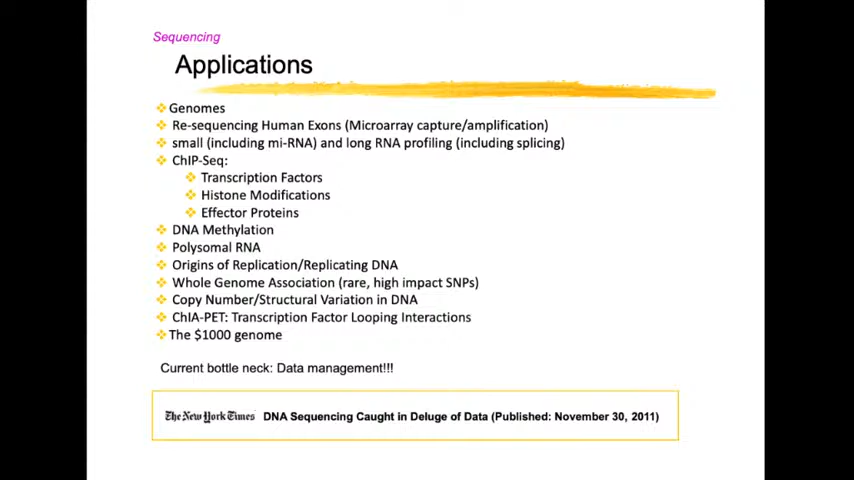 Sequencing
Applications
Genomes
Re-sequencing Human Exons (Microarray capture/amplification)
small (including mi-RNA) and long RNA profiling (including splicing)
ChIP-Seq:
Transcription Factors
Histone Modifications
Effector Proteins
DNA Methylation
Polysomal RNA
Origins of Replication/Replicating DNA
Whole Genome Association (rare, high impact SNPs)
Copy Number/Structural Variation in DNA
ChIA-PET: Transcription Factor Looping Interactions
The $1000 genome
Current bottle neck: Data management!!!
The New York Times DNA Sequencing Caught in Deluge of Data (Published: November 30, 2011)